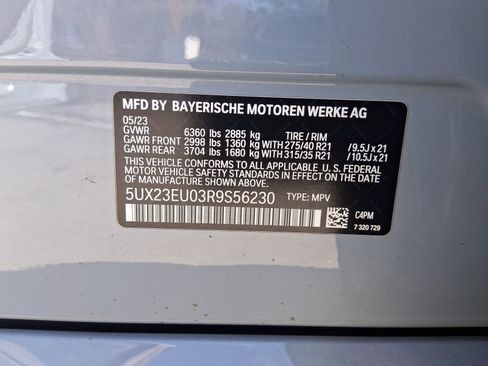 MFD BY BAYERISCHE MOTOREN WERKE AG
05/23
GVWR 6360 lbs 2885 kg TIRE / RIM
GAWR FRONT 2998 lbs 1360 kg WITH 275/40 R21 / 9.5J x 21
GAWR REAR 3704 lbs 1680 kg WITH 315/35 R21 / 10.5J x 21
THIS VEHICLE CONFORMS TO ALL APPLICABLE U. S. FEDERAL
MOTOR VEHICLE SAFETY STANDARDS IN EFFECT ON THE
DATE OF MANUFACTURE SHOWN ABOVE.
5UX23EU03R9S56230 TYPE: MPV
C4PM
7 320 729